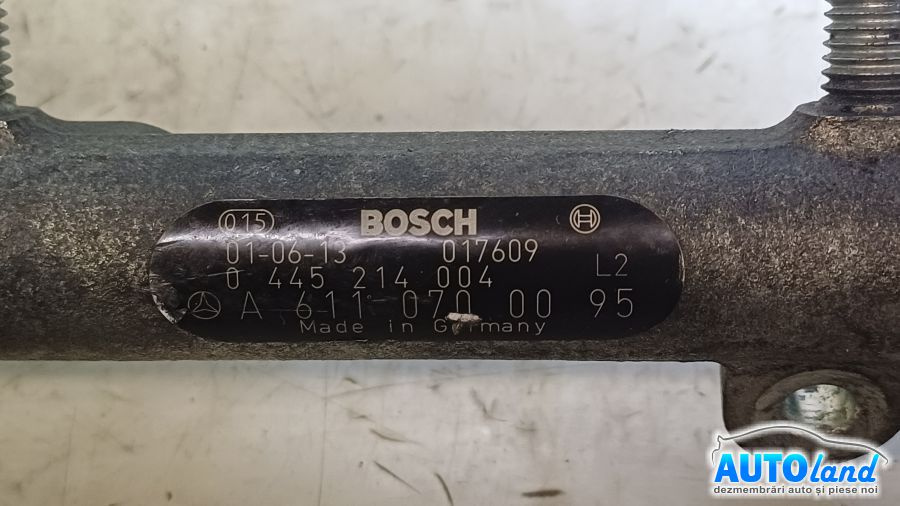 015 BOSCH
01-06-13 017609
0 445 214 004 L2
A 611 070 00 95
Made in Germany
AUTOland
dezmembrări auto și piese noi